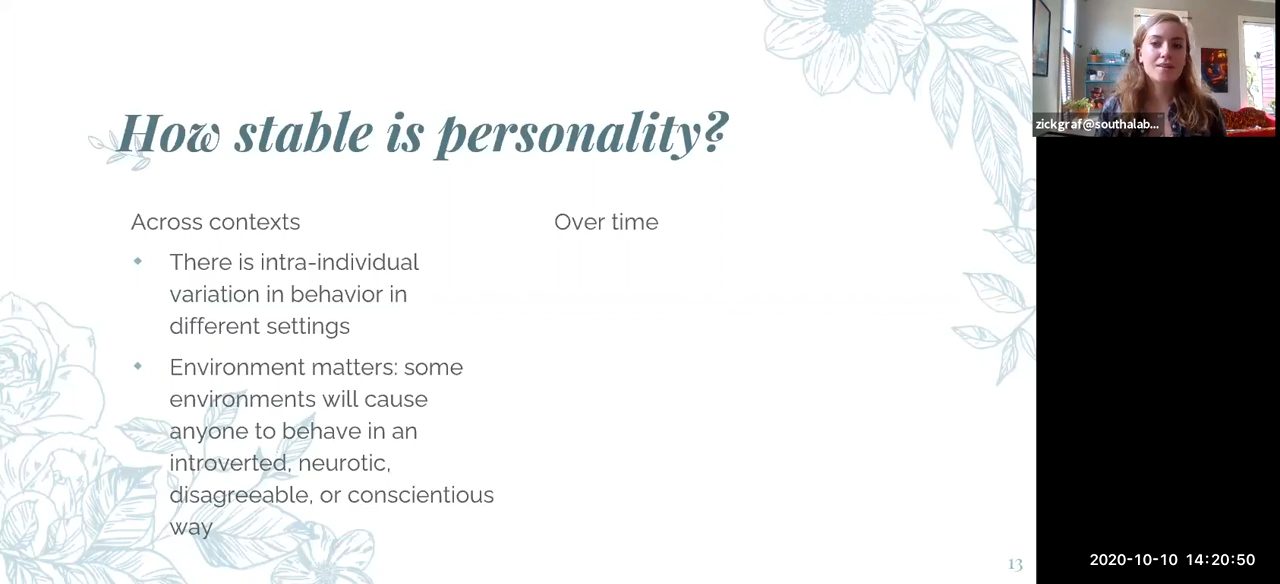 How stable is personality?
Across contexts
There is intra-individual
variation in behavior in
different settings
Environment matters: some
environments will cause
anyone to behave in an
introverted, neurotic,
disagreeable, or conscientious
way
Over time
13
zickgraf@southalab...
2020-10-10 14:20:50